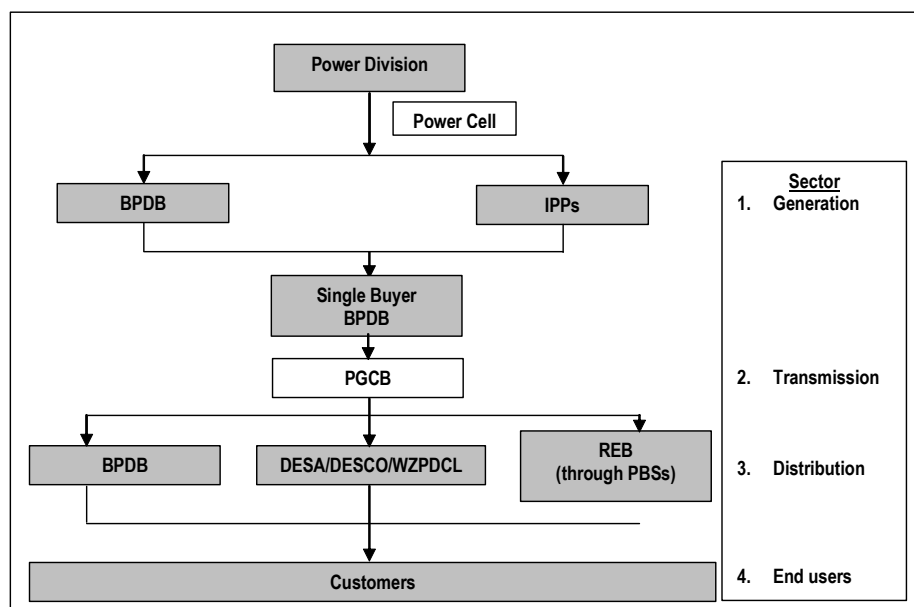 Power Division
Power Cell
BPDB
IPPs
Single Buyer
BPDB
PGCB
BPDB
DESA/DESCO/WZPDCL
REB
(through PBSs)
Customers
Sector
1. Generation
2. Transmission
3. Distribution
4. End users